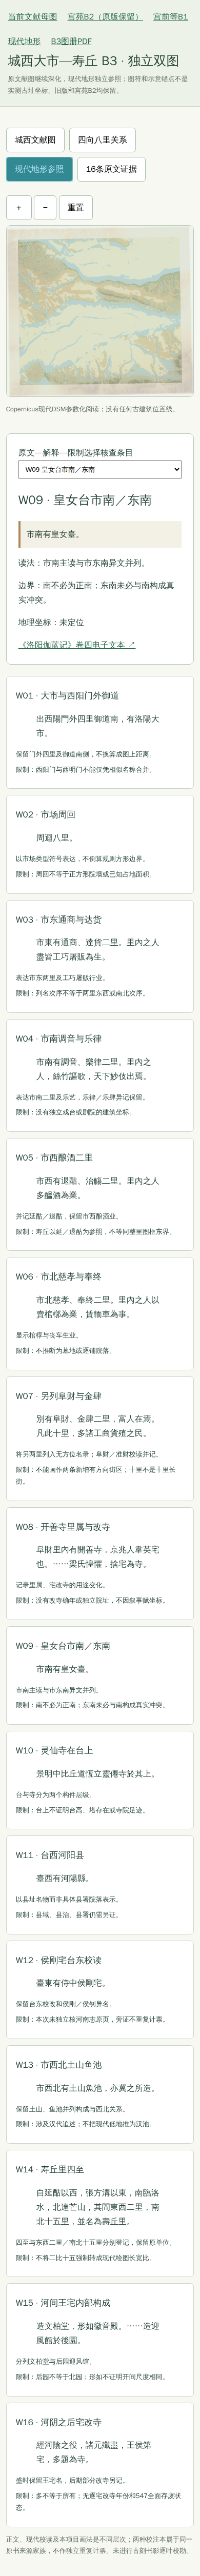 当前文献母图 宫苑B2（原版保留） 宫前等B1
现代地形 B3图册PDF
城西大市—寿丘 B3 · 独立双图
原文献图继续深化，现代地形独立参照；图符和示意锚点不是
实测古址坐标。旧版和宫苑B2均保留。
城西文献图 四向八里关系
现代地形参照 16条原文证据
＋ － 重置
Copernicus现代DSM参数化阅读；没有任何古建筑位置线。
原文—解释—限制选择核查条目
W09 皇女台市南／东南
W09 · 皇女台市南／东南
市南有皇女臺。
读法：市南主读与市东南异文并列。
边界：南不必为正南；东南未必与南构成真
实冲突。
地理坐标：未定位
《洛阳伽蓝记》卷四电子文本 ↗
W01 · 大市与西阳门外御道
出西陽門外四里御道南，有洛陽大
市。
保留门外四里及御道南侧，不换算成图上距离。
限制：西阳门与西明门不能仅凭相似名称合并。
W02 · 市场周回
周迴八里。
以市场类型符号表达，不倒算规则方形边界。
限制：周回不等于正方形院墙或已知占地面积。
W03 · 市东通商与达货
市東有通商、達貨二里。里内之人
盡皆工巧屠販為生。
表达市东两里及工巧屠贩行业。
限制：列名次序不等于两里东西或南北次序。
W04 · 市南调音与乐律
市南有調音、樂律二里。里内之
人，絲竹謳歌，天下妙伎出焉。
表达市南二里及乐艺，乐律／乐肆异记保留。
限制：没有独立戏台或剧院的建筑坐标。
W05 · 市西酿酒二里
市西有退酤、治觴二里。里内之人
多醞酒為業。
并记延酤／退酤，保留市西酿酒业。
限制：寿丘以延／退酤为参照，不等同整里图框东界。
W06 · 市北慈孝与奉终
市北慈孝、奉終二里。里内之人以
賣棺槨為業，賃輀車為事。
显示棺椁与丧车生业。
限制：不推断为墓地或逐铺院落。
W07 · 另列阜财与金肆
别有阜財、金肆二里，富人在焉。
凡此十里，多諸工商貨殖之民。
将另两里列入无方位名录；阜财／准财校读并记。
限制：不能画作两条新增有方向街区；十里不是十里长
街。
W08 · 开善寺里属与改寺
阜財里内有開善寺，京兆人韋英宅
也。……梁氏惶懼，捨宅為寺。
记录里属、宅改寺的用途变化。
限制：没有改寺确年或独立院址，不因叙事赋坐标。
W09 · 皇女台市南／东南
市南有皇女臺。
市南主读与市东南异文并列。
限制：南不必为正南；东南未必与南构成真实冲突。
W10 · 灵仙寺在台上
景明中比丘道恆立靈僊寺於其上。
台与寺分为两个构件层级。
限制：台上不证明台高、塔存在或寺院足迹。
W11 · 台西河阳县
臺西有河陽縣。
以县址名物而非具体县署院落表示。
限制：县域、县治、县署仍需另证。
W12 · 侯刚宅台东校读
臺東有侍中侯剛宅。
保留台东校改和侯刚／侯钊异名。
限制：本次未独立核河南志原页，旁证不重复计票。
W13 · 市西北土山鱼池
市西北有土山魚池，亦冀之所造。
保留土山、鱼池并列构成与西北关系。
限制：涉及汉代追述；不把现代低地推为汉池。
W14 · 寿丘里四至
自延酤以西，張方溝以東，南臨洛
水，北達芒山，其間東西二里，南
北十五里，並名為壽丘里。
四至与东西二里／南北十五里分别登记，保留原单位。
限制：不将二比十五强制转成现代绘图长宽比。
W15 · 河间王宅内部构成
造文柏堂，形如徽音殿。……造迎
風館於後園。
分列文柏堂与后园迎风馆。
限制：后园不等于北园；形如不证明开间尺度相同。
W16 · 河阴之后宅改寺
經河陰之役，諸元殲盡，王侯第
宅，多題為寺。
盛时保留王宅名，后期部分改寺另记。
限制：多不等于所有；无逐宅改寺年份和547全面存废状
态。
正文、现代校读及本项目画法是不同层次；两种校注本属于同一
原书来源家族，不作独立重复计票。未进行古刻书影逐叶校勘。